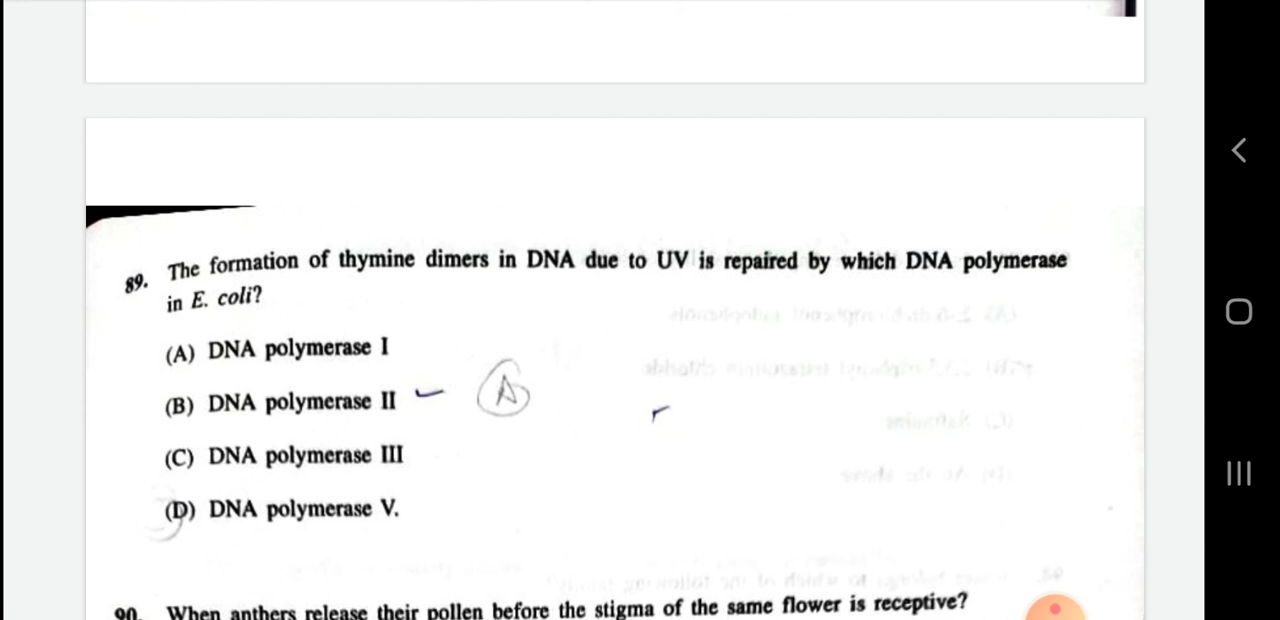 89. The formation of thymine dimers in DNA due to UV is repaired by which DNA polymerase
in E. coli?
(A) DNA polymerase I
(B) DNA polymerase II
A
(C) DNA polymerase III
(D) DNA polymerase V.
90. When anthers release their pollen before the stigma of the same flower is receptive?